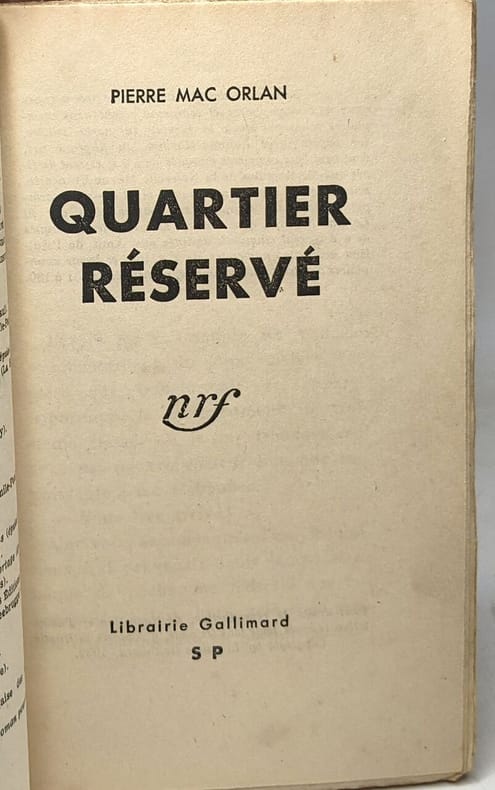 PIERRE MAC ORLAN
QUARTIER
RÉSERVÉ
nrf
Librairie Gallimard
S P